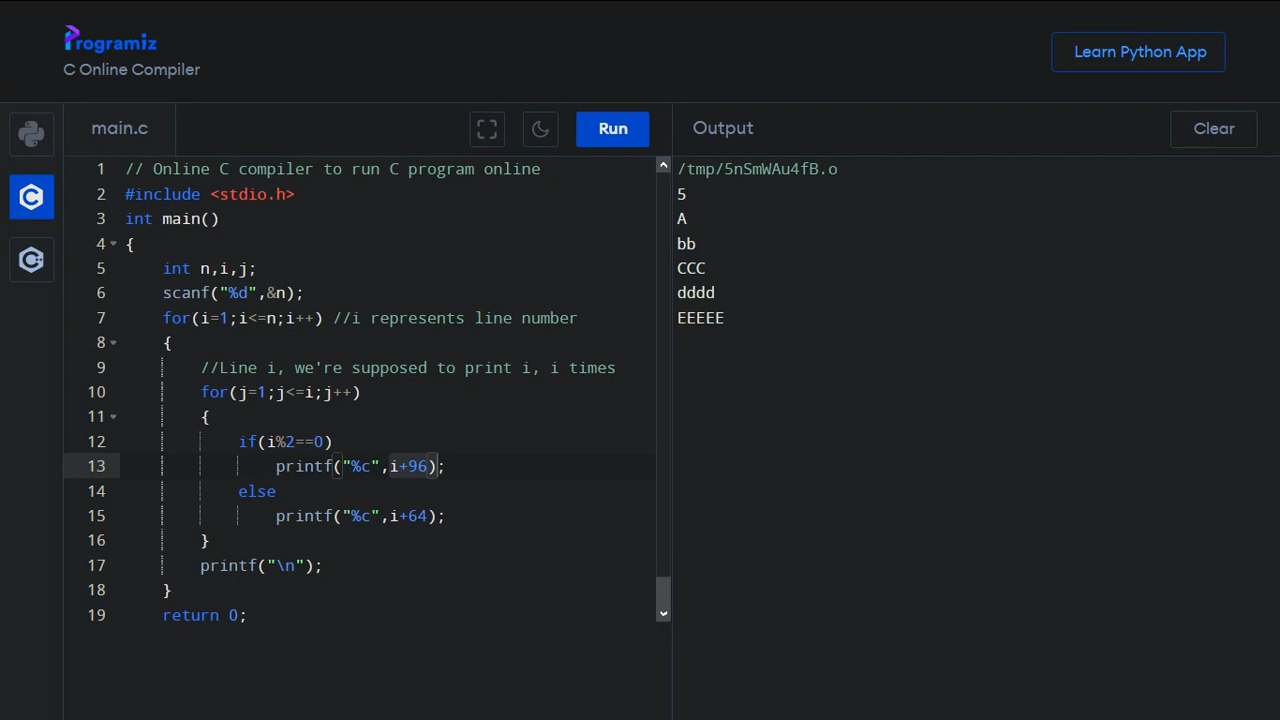 Programiz
C Online Compiler
Learn Python App
main.c
Run
Output
Clear
1 // Online C compiler to run C program online
2 #include <stdio.h>
3 int main()
4 {
5     int n,i,j;
6     scanf("%d",&n);
7     for(i=1;i<=n;i++) //i represents line number
8     {
9         //Line i, we're supposed to print i, i times
10         for(j=1;j<=i;j++)
11         {
12             if(i%2==0)
13                 printf("%c",i+96);
14             else
15                 printf("%c",i+64);
16         }
17         printf("\n");
18     }
19     return 0;
/tmp/5nSmWAu4fB.o
5
A
bb
CCC
dddd
EEEEE